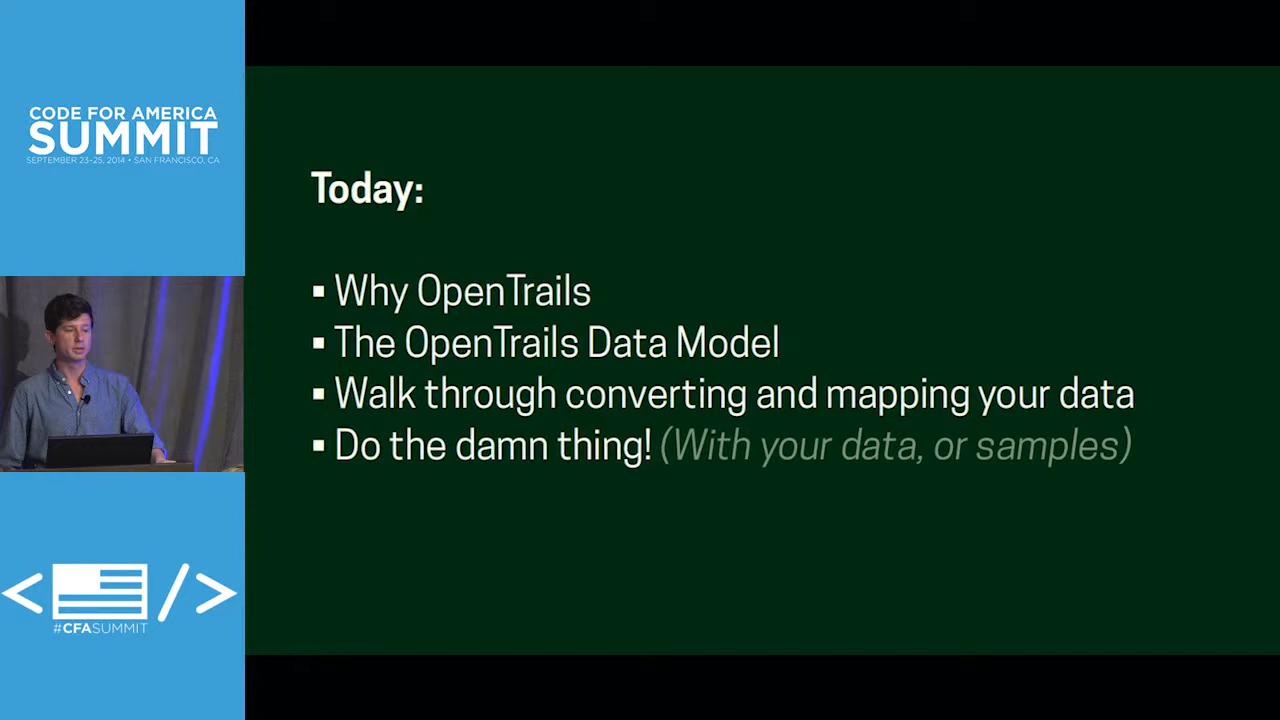 CODE FOR AMERICA
SUMMIT
SEPTEMBER 23-25, 2014 • SAN FRANCISCO, CA
Today:
▪ Why OpenTrails
▪ The OpenTrails Data Model
▪ Walk through converting and mapping your data
▪ Do the damn thing! (With your data, or samples)
#CFASUMMIT